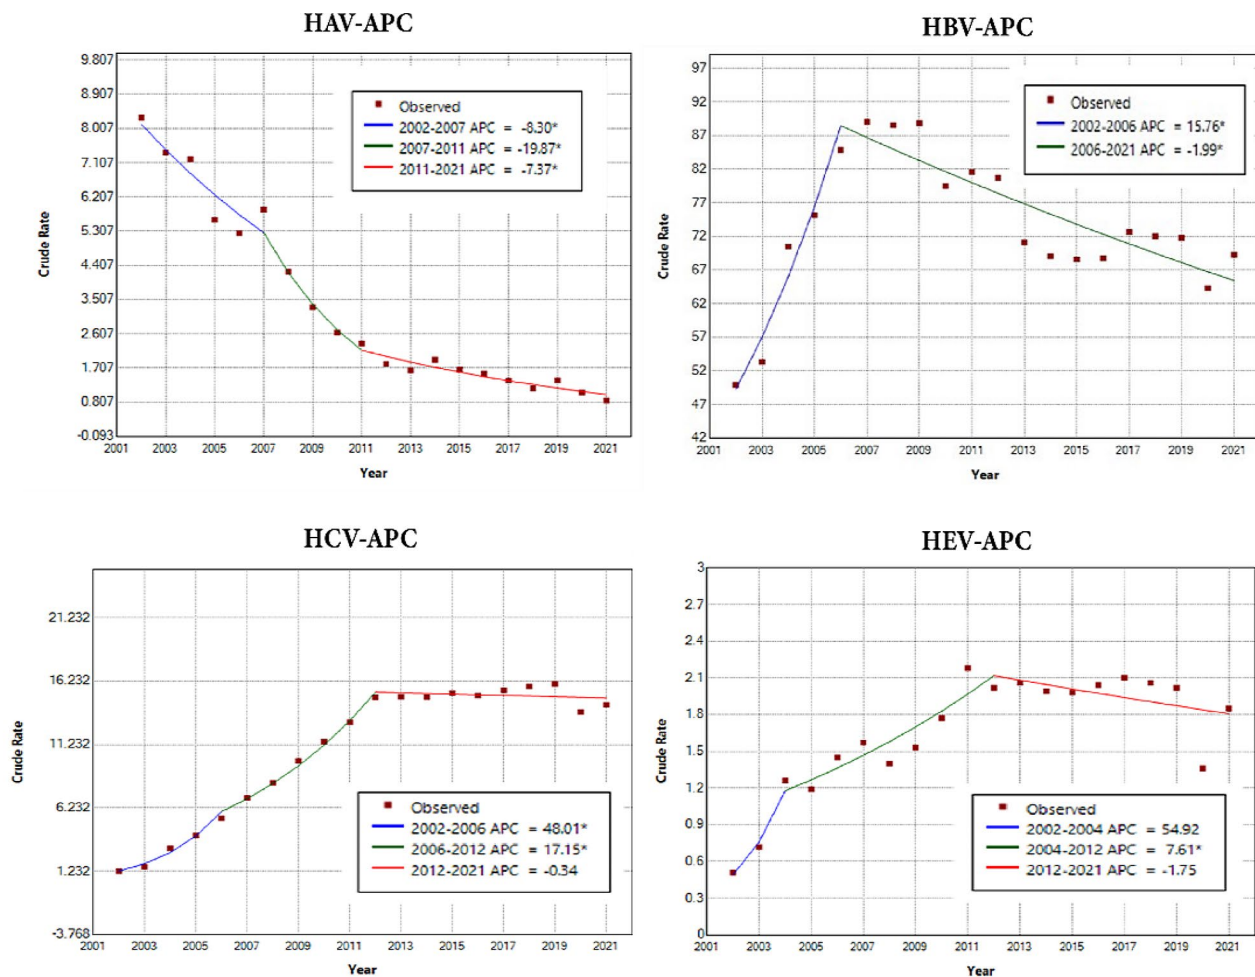 HAV-APC
9.807
8.907
8.007
7.107
6.207
5.307
4.407
3.507
2.607
1.707
0.807
-0.093
Crude Rate
Observed
2002-2007 APC = -8.30*
2007-2011 APC = -19.87*
2011-2021 APC = -7.37*
2001 2003 2005 2007 2009 2011 2013 2015 2017 2019 2021
Year
HBV-APC
97
92
87
82
77
72
67
62
57
52
47
42
Crude Rate
Observed
2002-2006 APC = 15.76*
2006-2021 APC = -1.99*
2001 2003 2005 2007 2009 2011 2013 2015 2017 2019 2021
Year
HCV-APC
21.232
16.232
11.232
6.232
1.232
-3.768
Crude Rate
Observed
2002-2006 APC = 48.01*
2006-2012 APC = 17.15*
2012-2021 APC = -0.34
2001 2003 2005 2007 2009 2011 2013 2015 2017 2019 2021
Year
HEV-APC
3
2.7
2.4
2.1
1.8
1.5
1.2
0.9
0.6
0.3
0
Crude Rate
Observed
2002-2004 APC = 54.92
2004-2012 APC = 7.61*
2012-2021 APC = -1.75
2001 2003 2005 2007 2009 2011 2013 2015 2017 2019 2021
Year